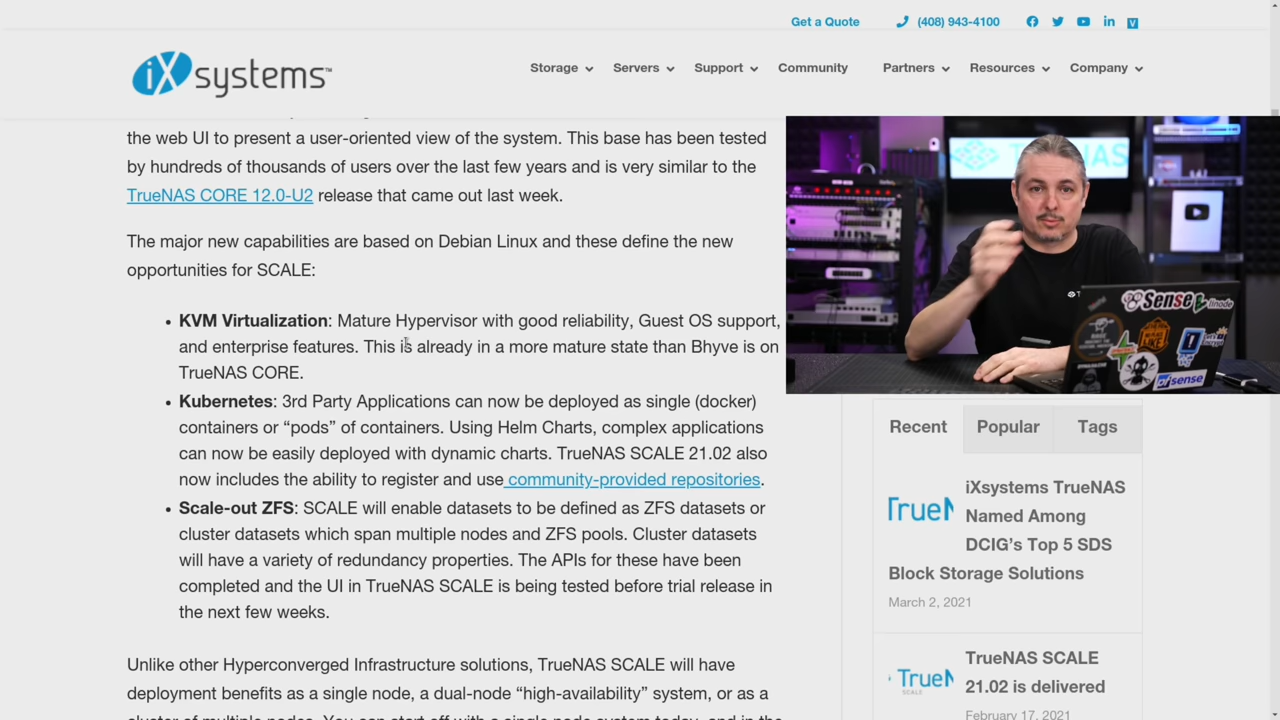 Get a Quote
(408) 943-4100
iXsystems™
Storage
Servers
Support
Community
Partners
Resources
Company
the web UI to present a user-oriented view of the system. This base has been tested
by hundreds of thousands of users over the last few years and is very similar to the
TrueNAS CORE 12.0-U2 release that came out last week.
The major new capabilities are based on Debian Linux and these define the new
opportunities for SCALE:
• KVM Virtualization: Mature Hypervisor with good reliability, Guest OS support,
and enterprise features. This is already in a more mature state than Bhyve is on
TrueNAS CORE.
• Kubernetes: 3rd Party Applications can now be deployed as single (docker)
containers or “pods” of containers. Using Helm Charts, complex applications
can now be easily deployed with dynamic charts. TrueNAS SCALE 21.02 also
now includes the ability to register and use community-provided repositories.
• Scale-out ZFS: SCALE will enable datasets to be defined as ZFS datasets or
cluster datasets which span multiple nodes and ZFS pools. Cluster datasets
will have a variety of redundancy properties. The APIs for these have been
completed and the UI in TrueNAS SCALE is being tested before trial release in
the next few weeks.
Unlike other Hyperconverged Infrastructure solutions, TrueNAS SCALE will have
deployment benefits as a single node, a dual-node “high-availability” system, or as a
Sense
linode
pfsense
Recent
Popular
Tags
iXsystems TrueNAS
Named Among
DCIG’s Top 5 SDS
Block Storage Solutions
March 2, 2021
TrueNAS SCALE
21.02 is delivered
February 17, 2021